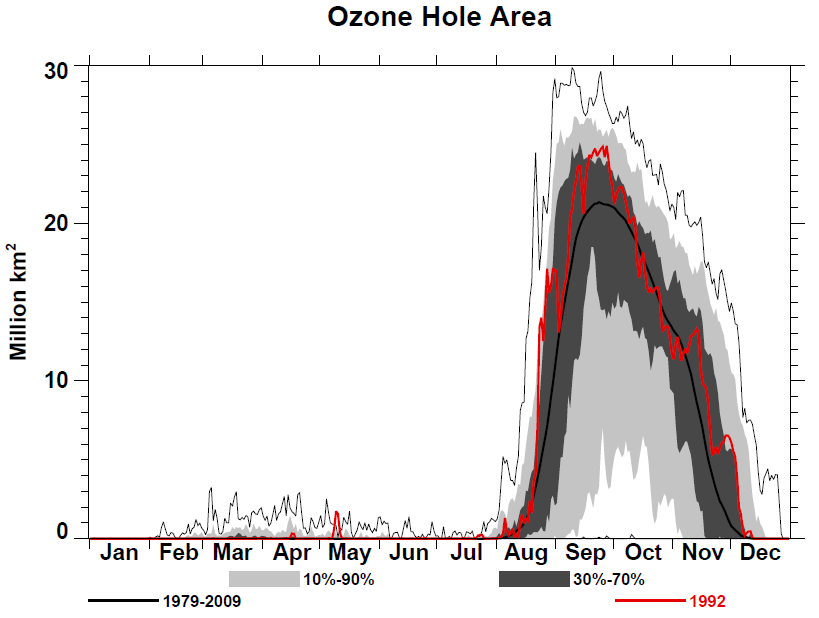 Ozone Hole Area
30
20
10
0
Million km²
Jan Feb Mar Apr May Jun Jul Aug Sep Oct Nov Dec
10%-90% 30%-70%
1979-2009 1992